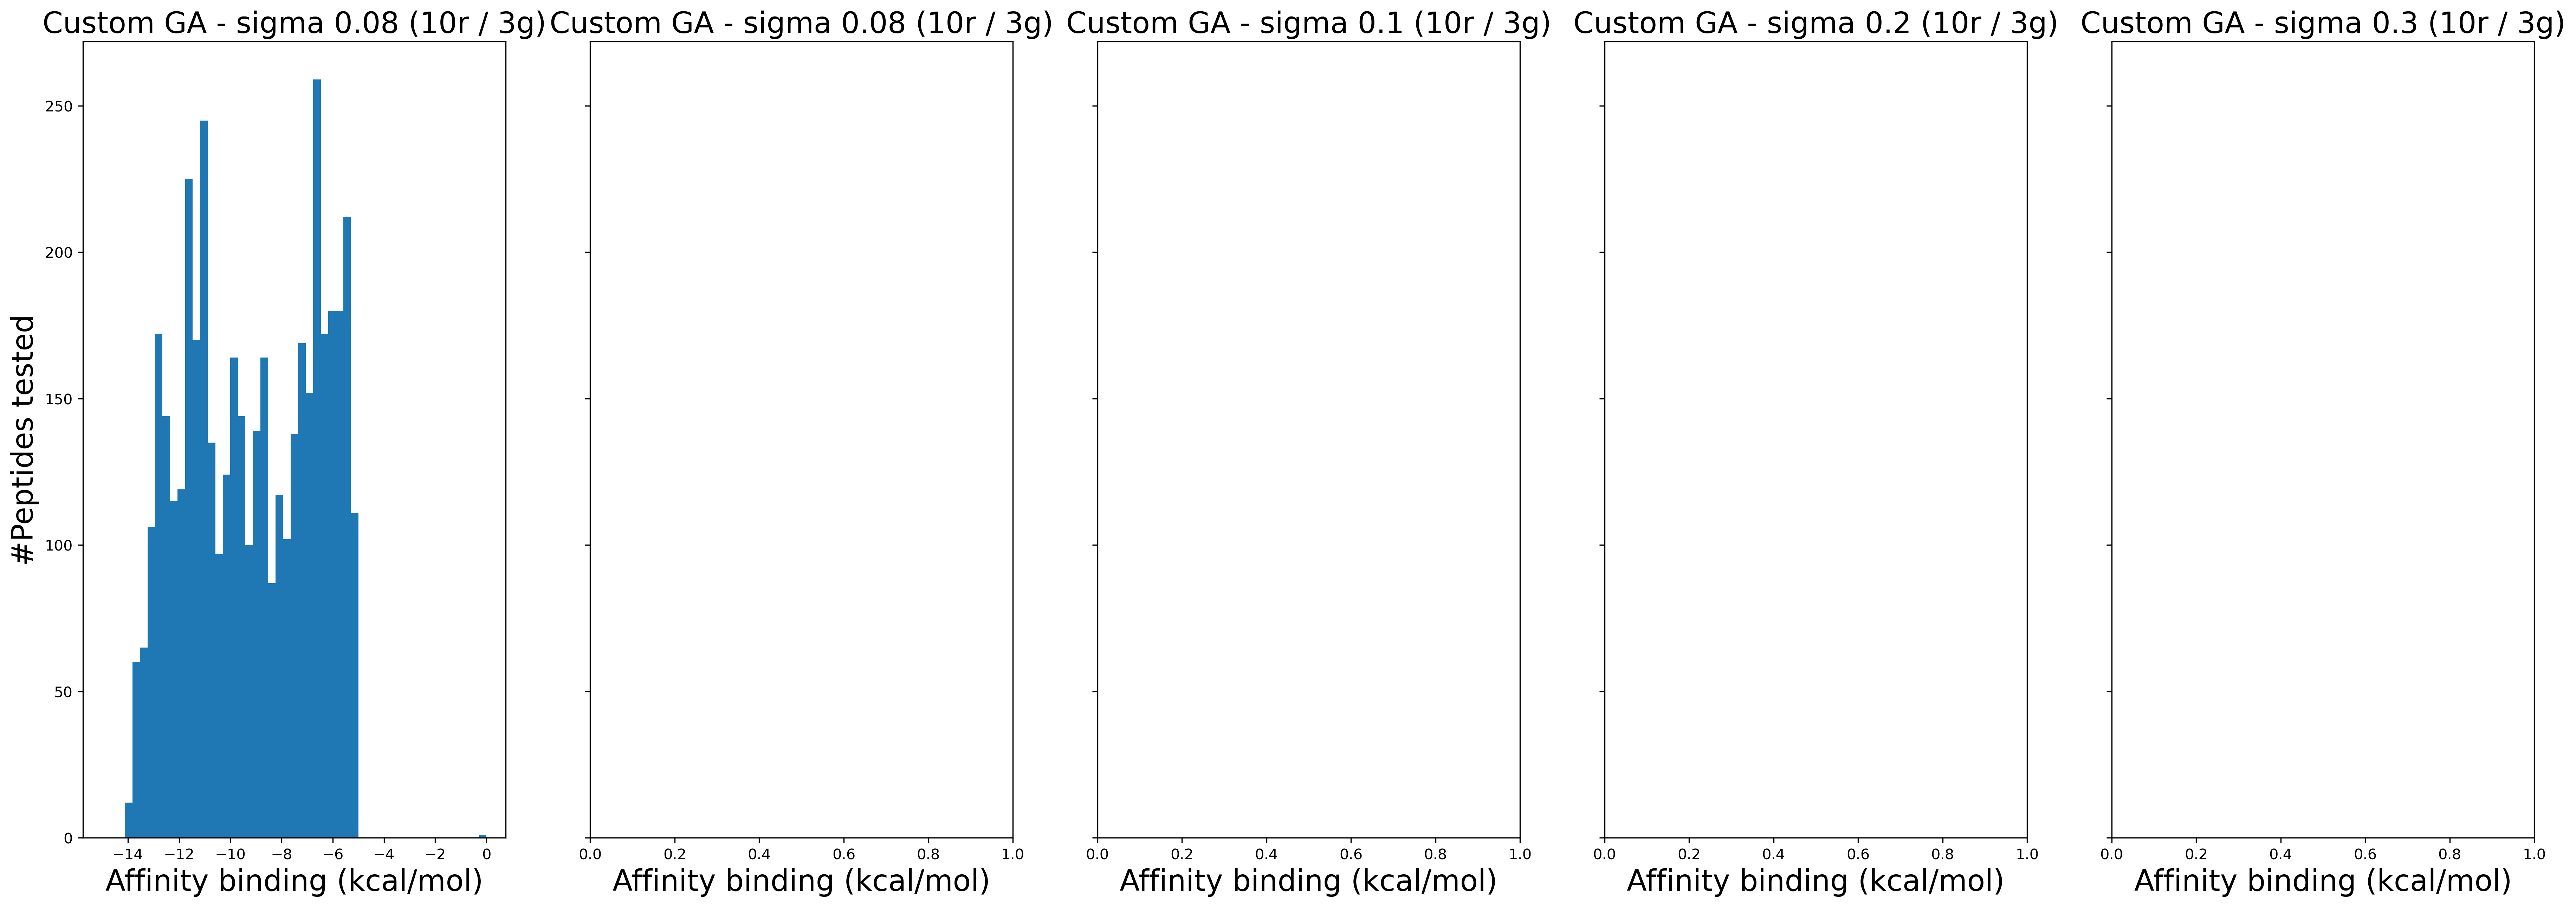 Custom GA - sigma 0.08 (10r / 3g)
Custom GA - sigma 0.08 (10r / 3g)
Custom GA - sigma 0.1 (10r / 3g)
Custom GA - sigma 0.2 (10r / 3g)
Custom GA - sigma 0.3 (10r / 3g)
#Peptides tested
250
200
150
100
50
0
−14 −12 −10 −8 −6 −4 −2 0
0.0 0.2 0.4 0.6 0.8 1.0
0.0 0.2 0.4 0.6 0.8 1.0
0.0 0.2 0.4 0.6 0.8 1.0
0.0 0.2 0.4 0.6 0.8 1.0
Affinity binding (kcal/mol)
Affinity binding (kcal/mol)
Affinity binding (kcal/mol)
Affinity binding (kcal/mol)
Affinity binding (kcal/mol)